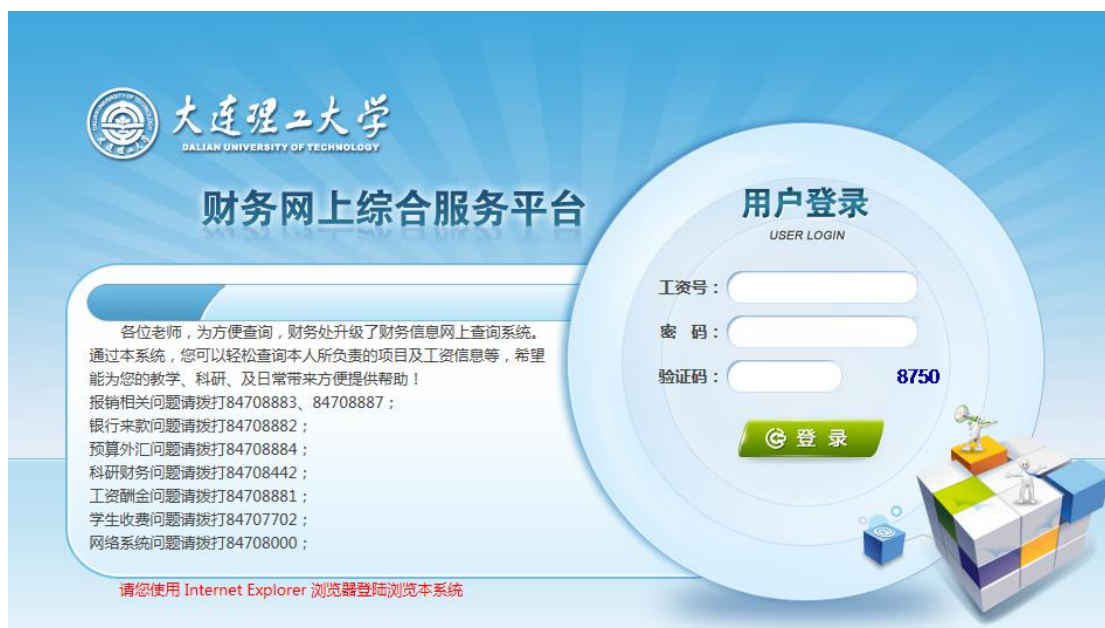 大连理工大学
DALIAN UNIVERSITY OF TECHNOLOGY
财务网上综合服务平台
各位老师，为方便查询，财务处升级了财务信息网上查询系统。
通过本系统，您可以轻松查询本人所负责的项目及工资信息等，希望
能为您的教学、科研、及日常带来方便提供帮助！
报销相关问题请拨打84708883、84708887；
银行来款问题请拨打84708882；
预算外汇问题请拨打84708884；
科研财务问题请拨打84708442；
工资酬金问题请拨打84708881；
学生收费问题请拨打84707702；
网络系统问题请拨打84708000；
请您使用 Internet Explorer 浏览器登陆浏览本系统
用户登录
USER LOGIN
工资号：
密 码：
验证码： 8750
登 录
@